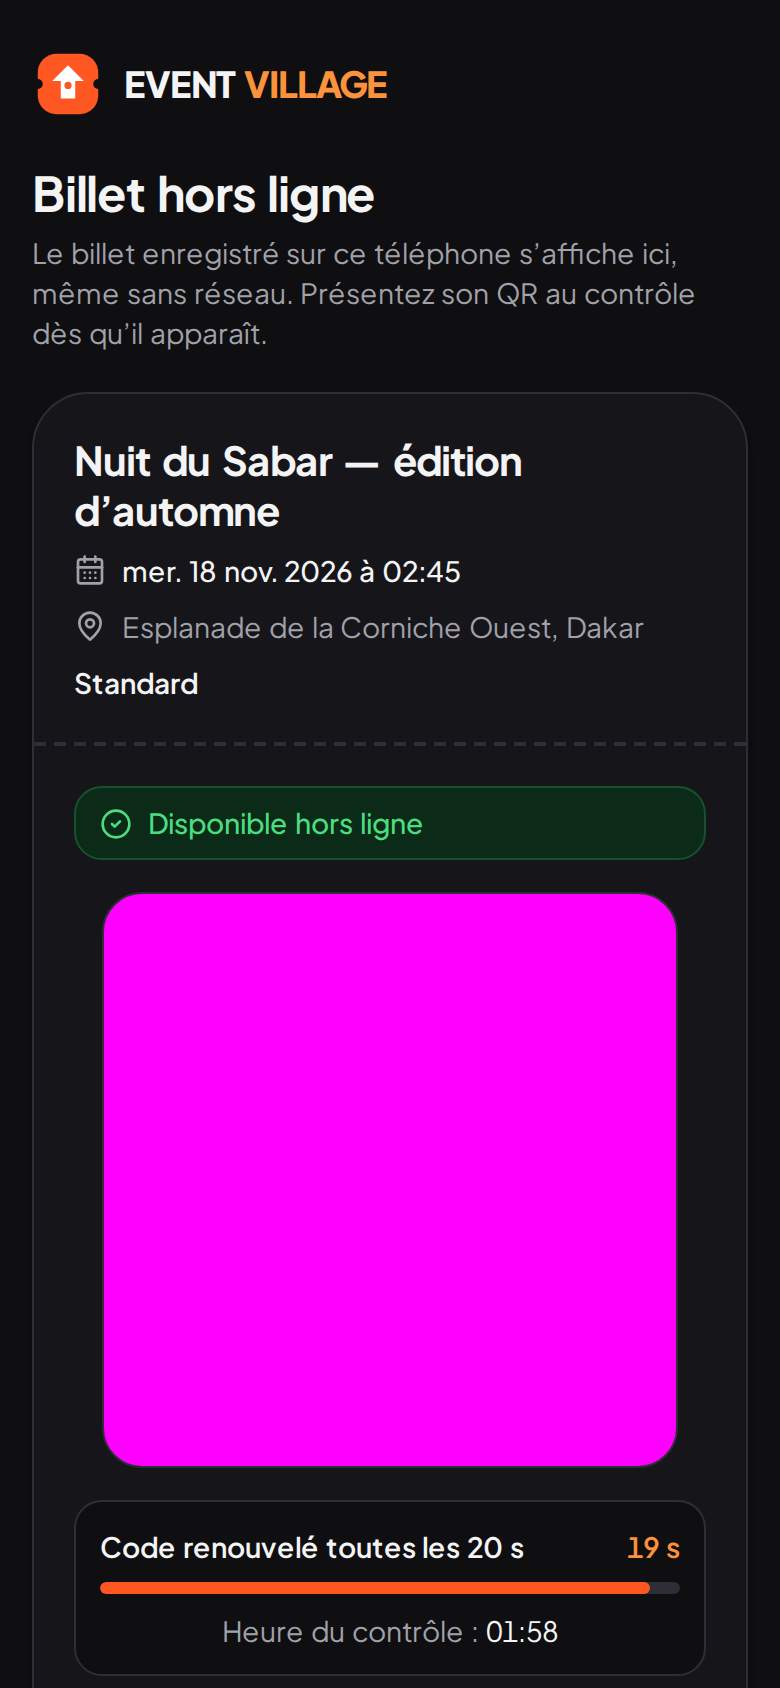 EVENT VILLAGE
Billet hors ligne
Le billet enregistré sur ce téléphone s’affiche ici,
même sans réseau. Présentez son QR au contrôle
dès qu’il apparaît.
Nuit du Sabar — édition
d’automne
mer. 18 nov. 2026 à 02:45
Esplanade de la Corniche Ouest, Dakar
Standard
Disponible hors ligne
Code renouvelé toutes les 20 s 19 s
Heure du contrôle : 01:58